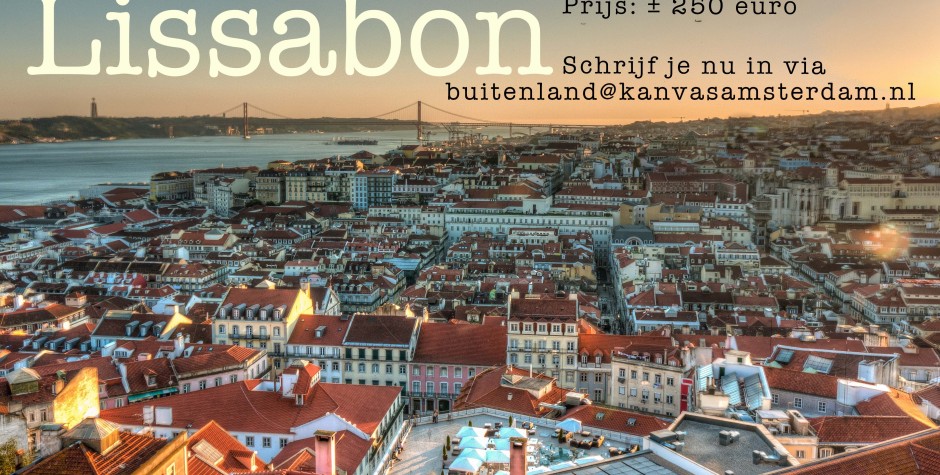 Lissabon
Prijs: ± 250 euro
Schrijf je nu in via
buitenland@kanvasamsterdam.nl